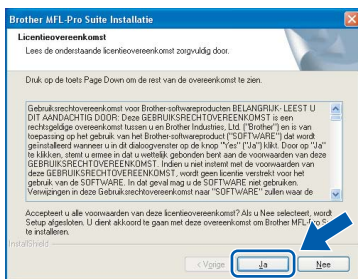 Brother MFL-Pro Suite Installatie
Licentieovereenkomst
Lees de onderstaande licentieovereenkomst zorgvuldig door.
Druk op de toets Page Down om de rest van de overeenkomst te zien.
Gebruiksrechtovereenkomst voor Brother-softwareproducten BELANGRIJK- LEEST U
DIT AANDACHTIG DOOR: Deze GEBRUIKSRECHTOVEREENKOMST is een
rechtsgeldige overeenkomst tussen u en Brother Industries, Ltd. ("Brother") en is van
toepassing op het gebruik van het Brother-softwareproduct ("SOFTWARE") dat wordt
geïnstalleerd wanneer u in dit dialoogvenster op de knop "Yes" ("Ja") klikt. Door op "Ja"
te klikken, stemt u ermee in dat u wettelijk gebonden bent aan de voorwaarden van deze
GEBRUIKSRECHTOVEREENKOMST. Indien u niet instemt met de voorwaarden van
deze GEBRUIKSRECHTOVEREENKOMST, wordt geen licentie verstrekt voor het
gebruik van de SOFTWARE. In dat geval mag u de SOFTWARE niet gebruiken.
Verwijzingen in deze Gebruiksrechtovereenkomst naar "SOFTWARE" zullen waar de
Accepteert u alle voorwaarden van deze licentieovereenkomst? Als u Nee selecteert, wordt
Setup afgesloten. U dient akkoord te gaan met deze overeenkomst om Brother MFL-Pro S
te installeren.
InstallShield
< Vorige
Ja
Nee